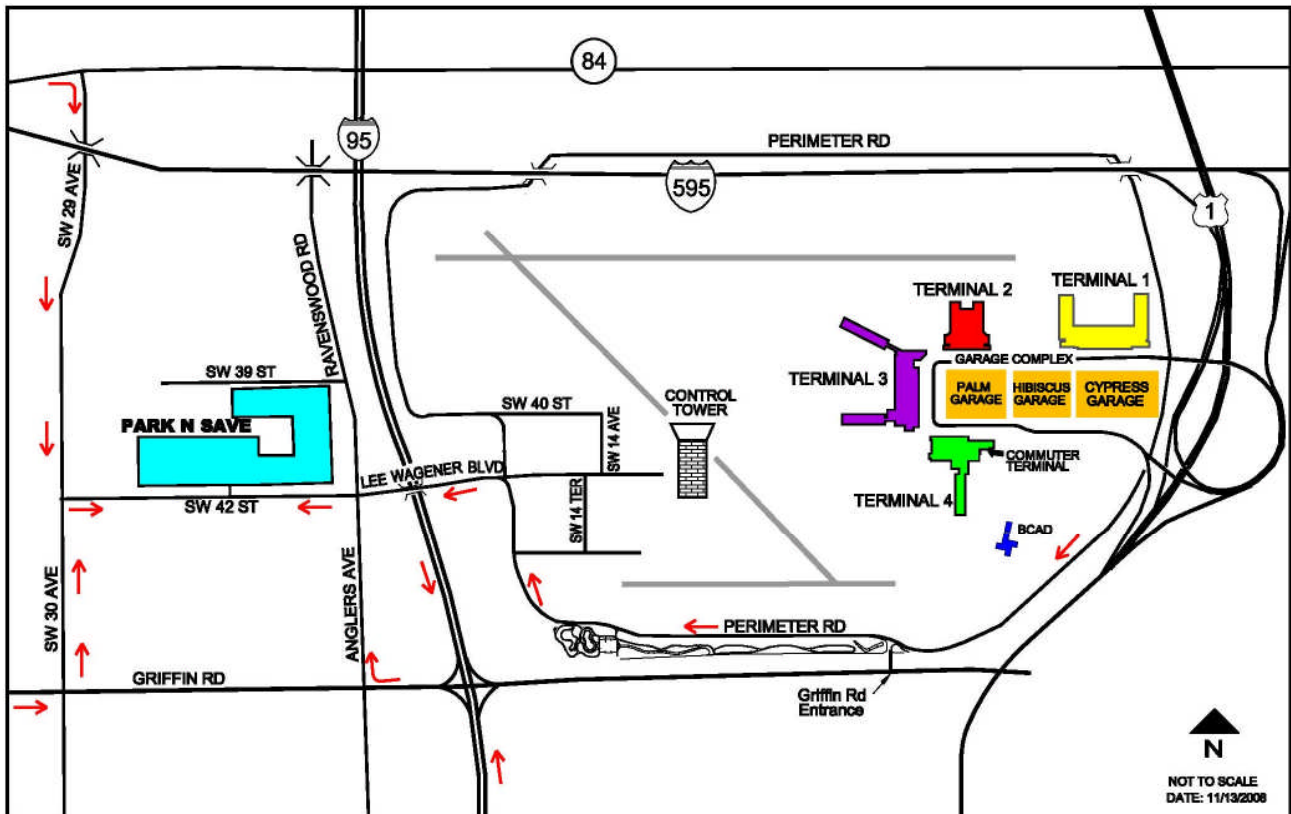 84
95
PERIMETER RD
595
1
SW 29 AVE
RAVENSWOOD RD
TERMINAL 2
TERMINAL 1
GARAGE COMPLEX
TERMINAL 3
PALM
GARAGE
HIBISCUS
GARAGE
CYPRESS
GARAGE
SW 39 ST
CONTROL
TOWER
SW 40 ST
SW 14 AVE
PARK N SAVE
COMMUTER
TERMINAL
LEE WAGENER BLVD
SW 42 ST
SW 14 TER
TERMINAL 4
BCAD
SW 30 AVE
ANGLERS AVE
PERIMETER RD
GRIFFIN RD
Griffin Rd
Entrance
N
NOT TO SCALE
DATE: 11/13/2008